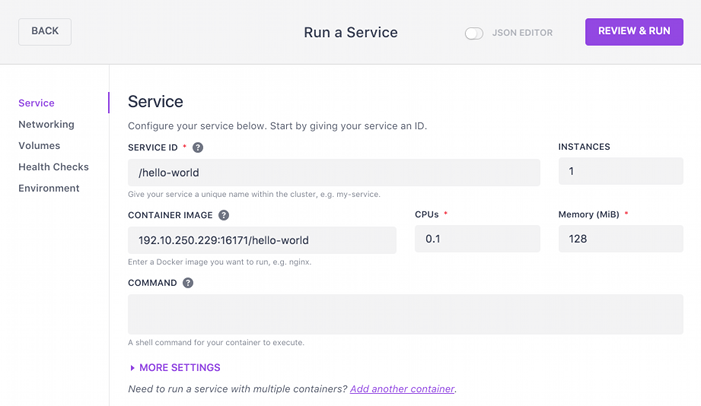 BACK
Run a Service
JSON EDITOR
REVIEW & RUN
Service
Networking
Volumes
Health Checks
Environment
Service
Configure your service below. Start by giving your service an ID.
SERVICE ID * ?
INSTANCES
/hello-world
1
Give your service a unique name within the cluster, e.g. my-service.
CONTAINER IMAGE ?
CPUs *
Memory (MiB) *
192.10.250.229:16171/hello-world
0.1
128
Enter a Docker image you want to run, e.g. nginx.
COMMAND ?
A shell command for your container to execute.
MORE SETTINGS
Need to run a service with multiple containers? Add another container.